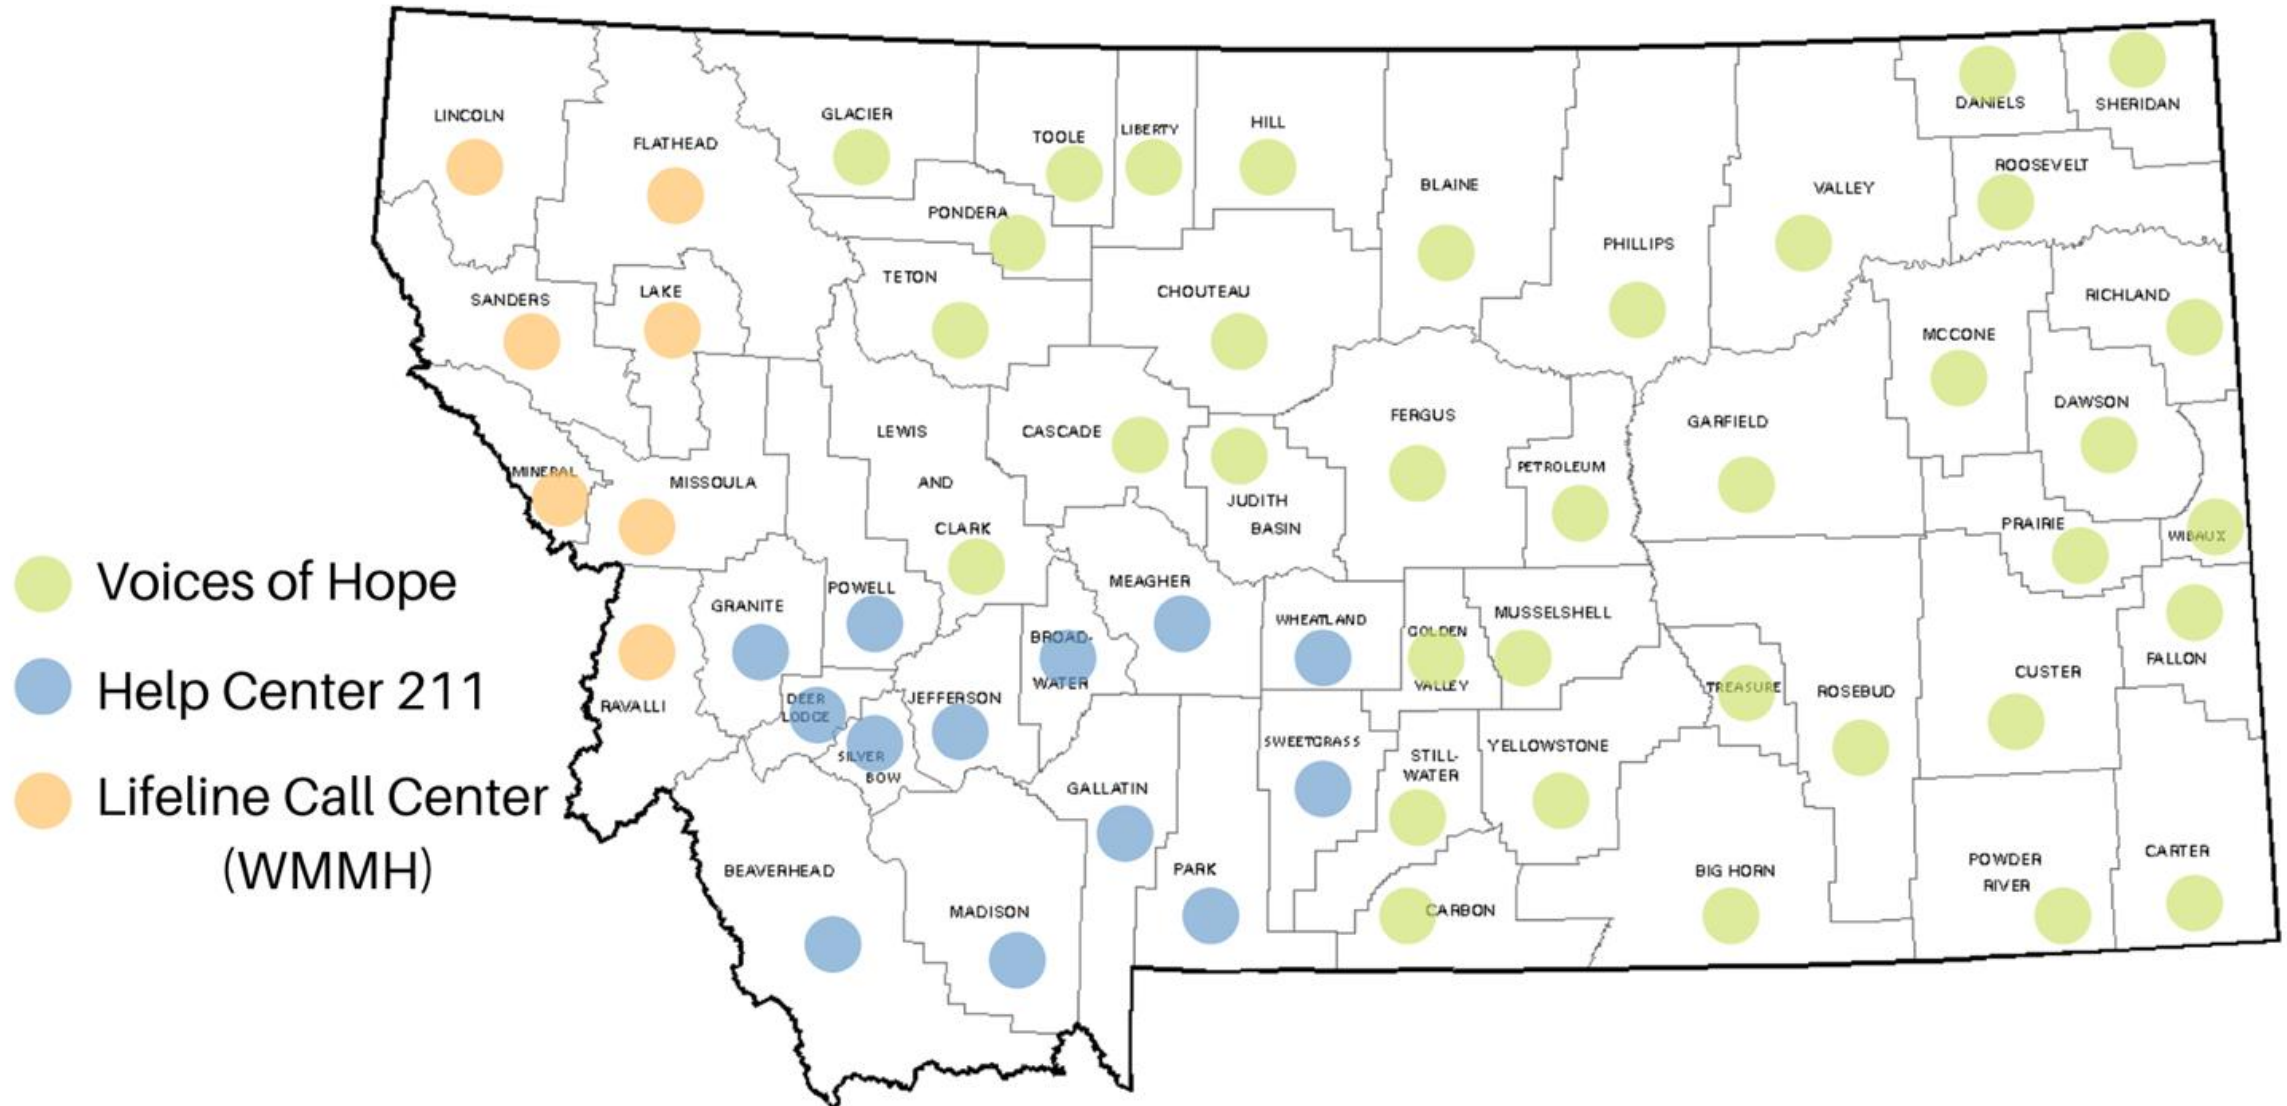 LINCOLN
FLATHEAD
GLACIER
TOOLE
LIBERTY
HILL
BLAINE
PHILLIPS
VALLEY
DANIELS
SHERIDAN
ROOSEVELT
PONDERA
TETON
CHOUTEAU
SANDERS
LAKE
RICHLAND
MCCONE
DAWSON
MINERAL
MISSOULA
LEWIS
AND
CLARK
CASCADE
JUDITH
BASIN
FERGUS
PETROLEUM
GARFIELD
PRAIRIE
WIBAUX
Voices of Hope
Help Center 211
Lifeline Call Center
(WMMH)
RAVALLI
GRANITE
POWELL
DEER
LODGE
SILVER
BOW
JEFFERSON
BROAD-
WATER
MEAGHER
WHEATLAND
GOLDEN
VALLEY
MUSSELSHELL
TREASURE
ROSEBUD
CUSTER
FALLON
SWEETGRASS
STILL-
WATER
YELLOWSTONE
GALLATIN
PARK
BEAVERHEAD
MADISON
CARBON
BIG HORN
POWDER
RIVER
CARTER